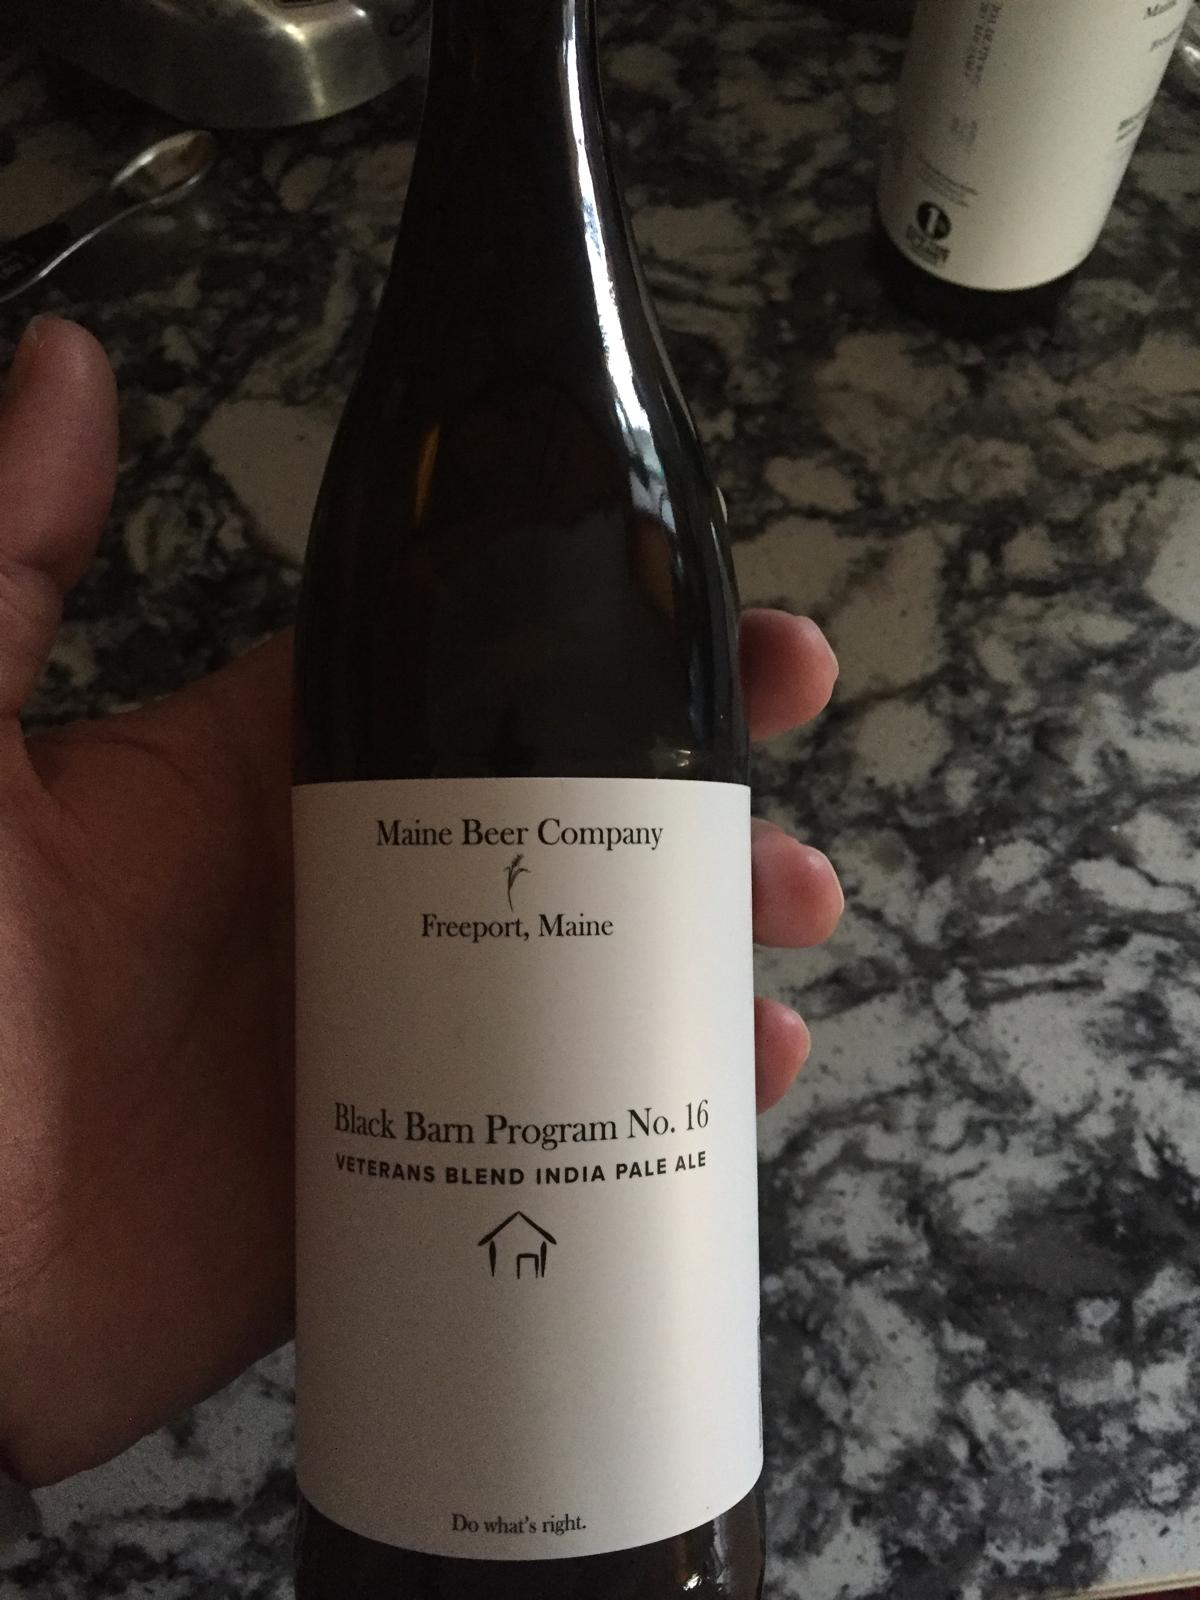 Maine Beer Company
Freeport, Maine
Black Barn Program No. 16
VETERANS BLEND INDIA PALE ALE
Do what's right.